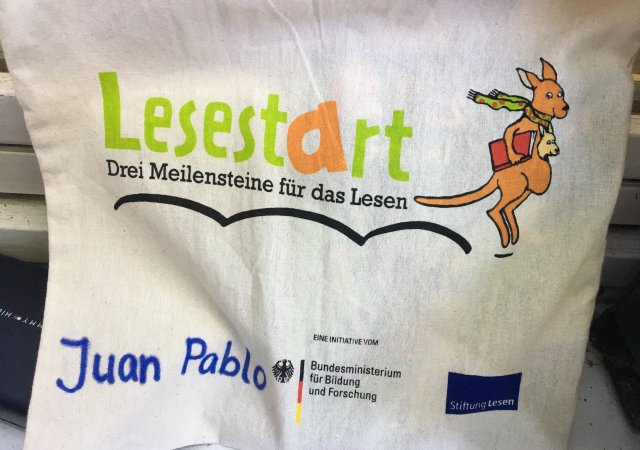 Lesestart
Drei Meilensteine für das Lesen
EINE INITIATIVE VOM
Juan Pablo
Bundesministerium
für Bildung
und Forschung
Stiftung Lesen